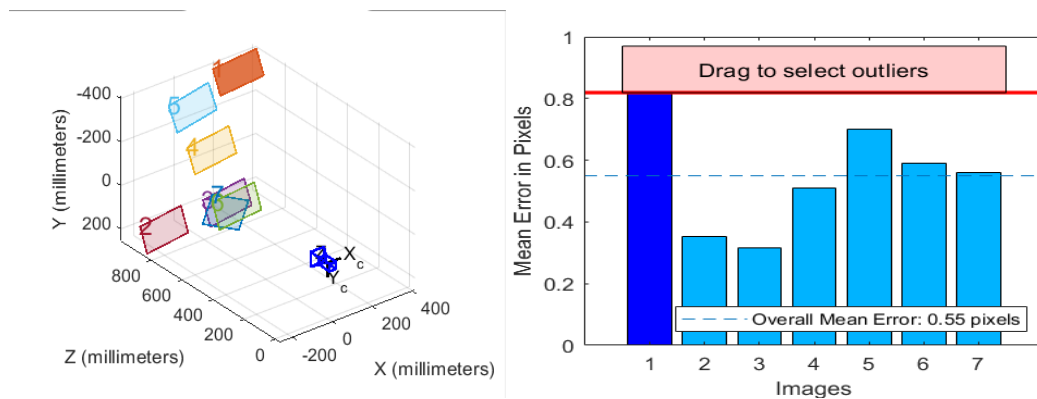 -400
-200
0
200
Y (millimeters)
800
600
400
200
0
Z (millimeters)
-200
0
200
400
X (millimeters)
1
5
4
3
7
6
2
Z
X c
Y c
1
0.8
0.6
0.4
0.2
0
Mean Error in Pixels
Drag to select outliers
Overall Mean Error: 0.55 pixels
1 2 3 4 5 6 7
Images